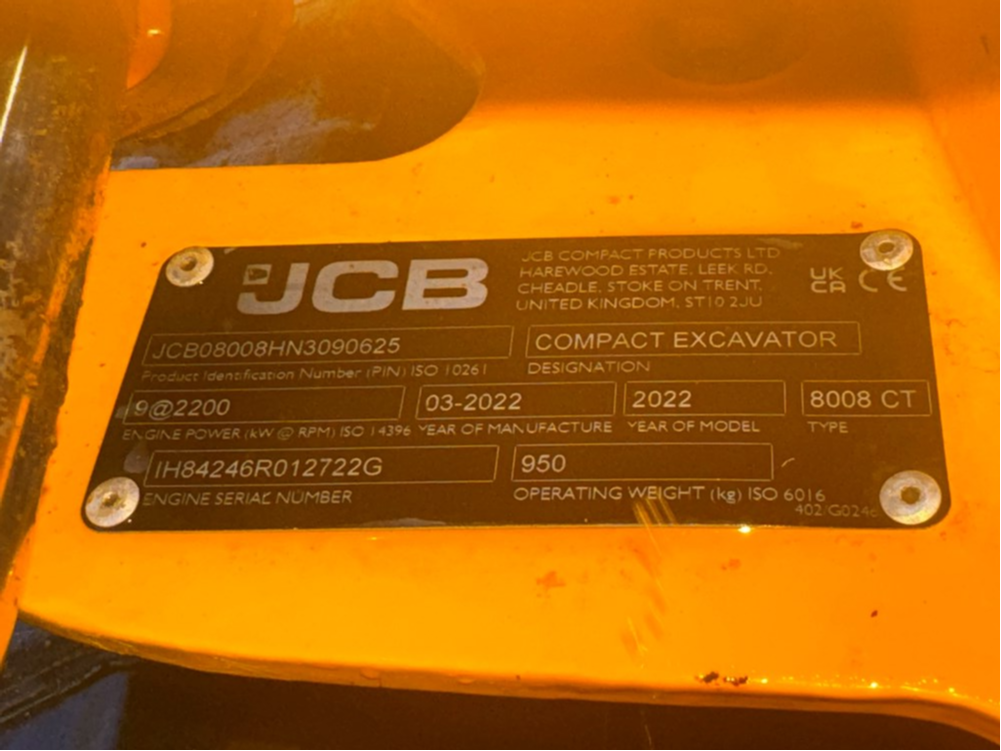 JCB
JCB COMPACT PRODUCTS LTD
HAREWOOD ESTATE, LEEK RD,
CHEADLE, STOKE ON TRENT,
UNITED KINGDOM, ST10 2JU
UK
CA CE
JCB08008HN3090625
Product Identification Number (PIN) ISO 10261
COMPACT EXCAVATOR
DESIGNATION
9@2200
ENGINE POWER (kW @ RPM) ISO 14396
03-2022
YEAR OF MANUFACTURE
2022
YEAR OF MODEL
8008 CT
TYPE
IH84246R012722G
ENGINE SERIAL NUMBER
950
OPERATING WEIGHT (kg) ISO 6016